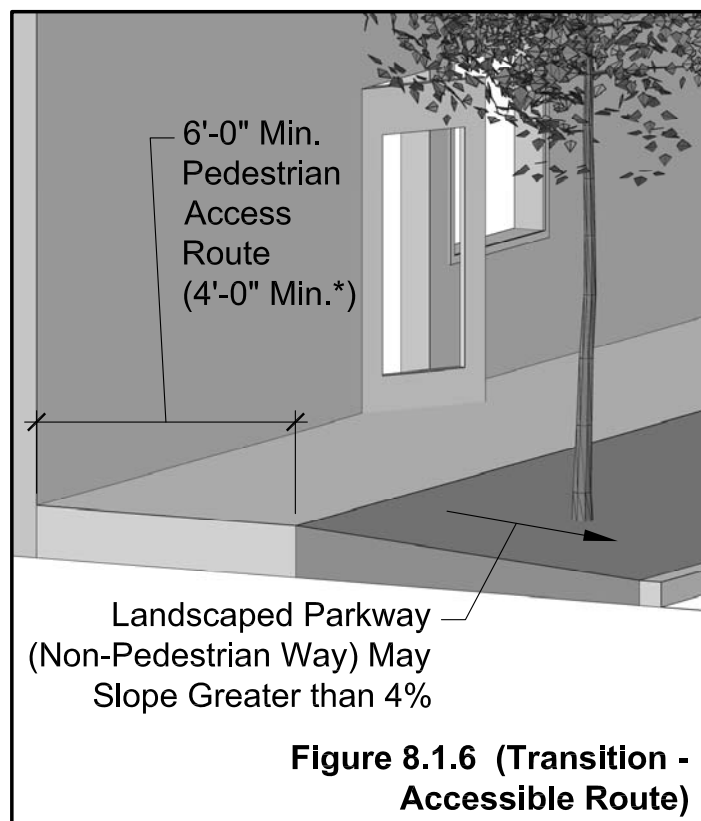 6'-0" Min.
Pedestrian
Access
Route
(4'-0" Min.*)
Landscaped Parkway
(Non-Pedestrian Way) May
Slope Greater than 4%
Figure 8.1.6 (Transition -
Accessible Route)